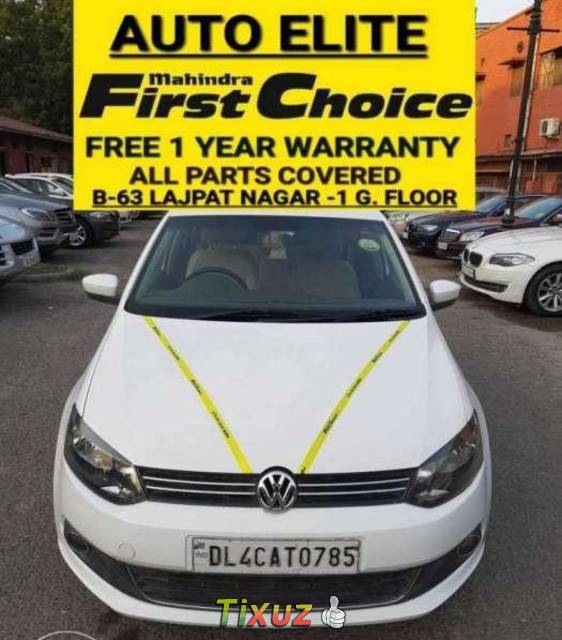 AUTO ELITE
Mahindra
First Choice
FREE 1 YEAR WARRANTY
ALL PARTS COVERED
B-63 LAJPAT NAGAR -1 G. FLOOR
IND DL4CAT0785
Tixuz